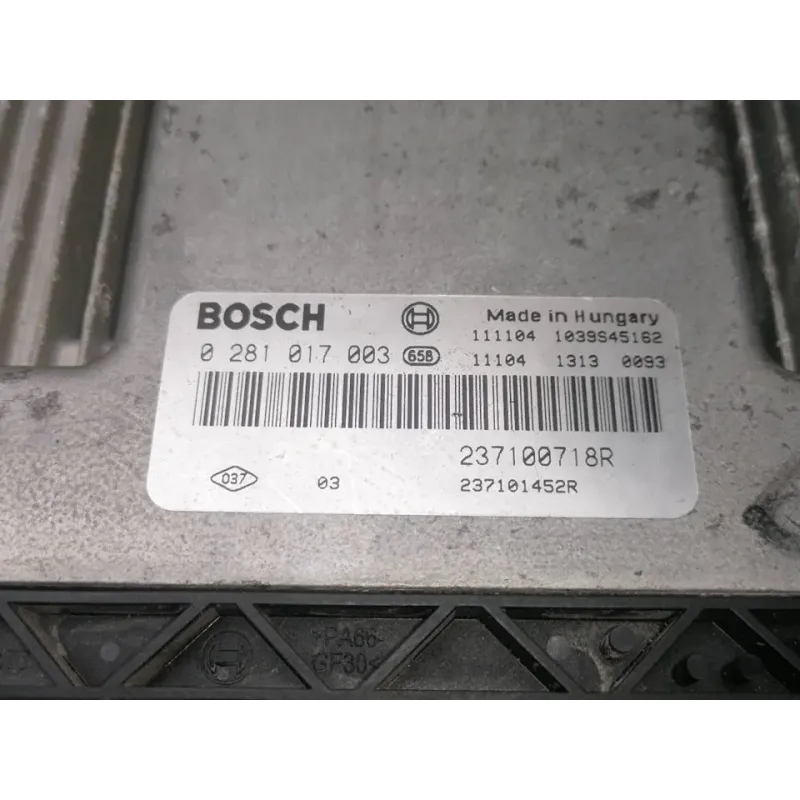 BOSCH
Made in Hungary
111104 1039S45162
0 281 017 003 658
11104 1313 0093
237100718R
037 03
237101452R
>PA66-
GF30<